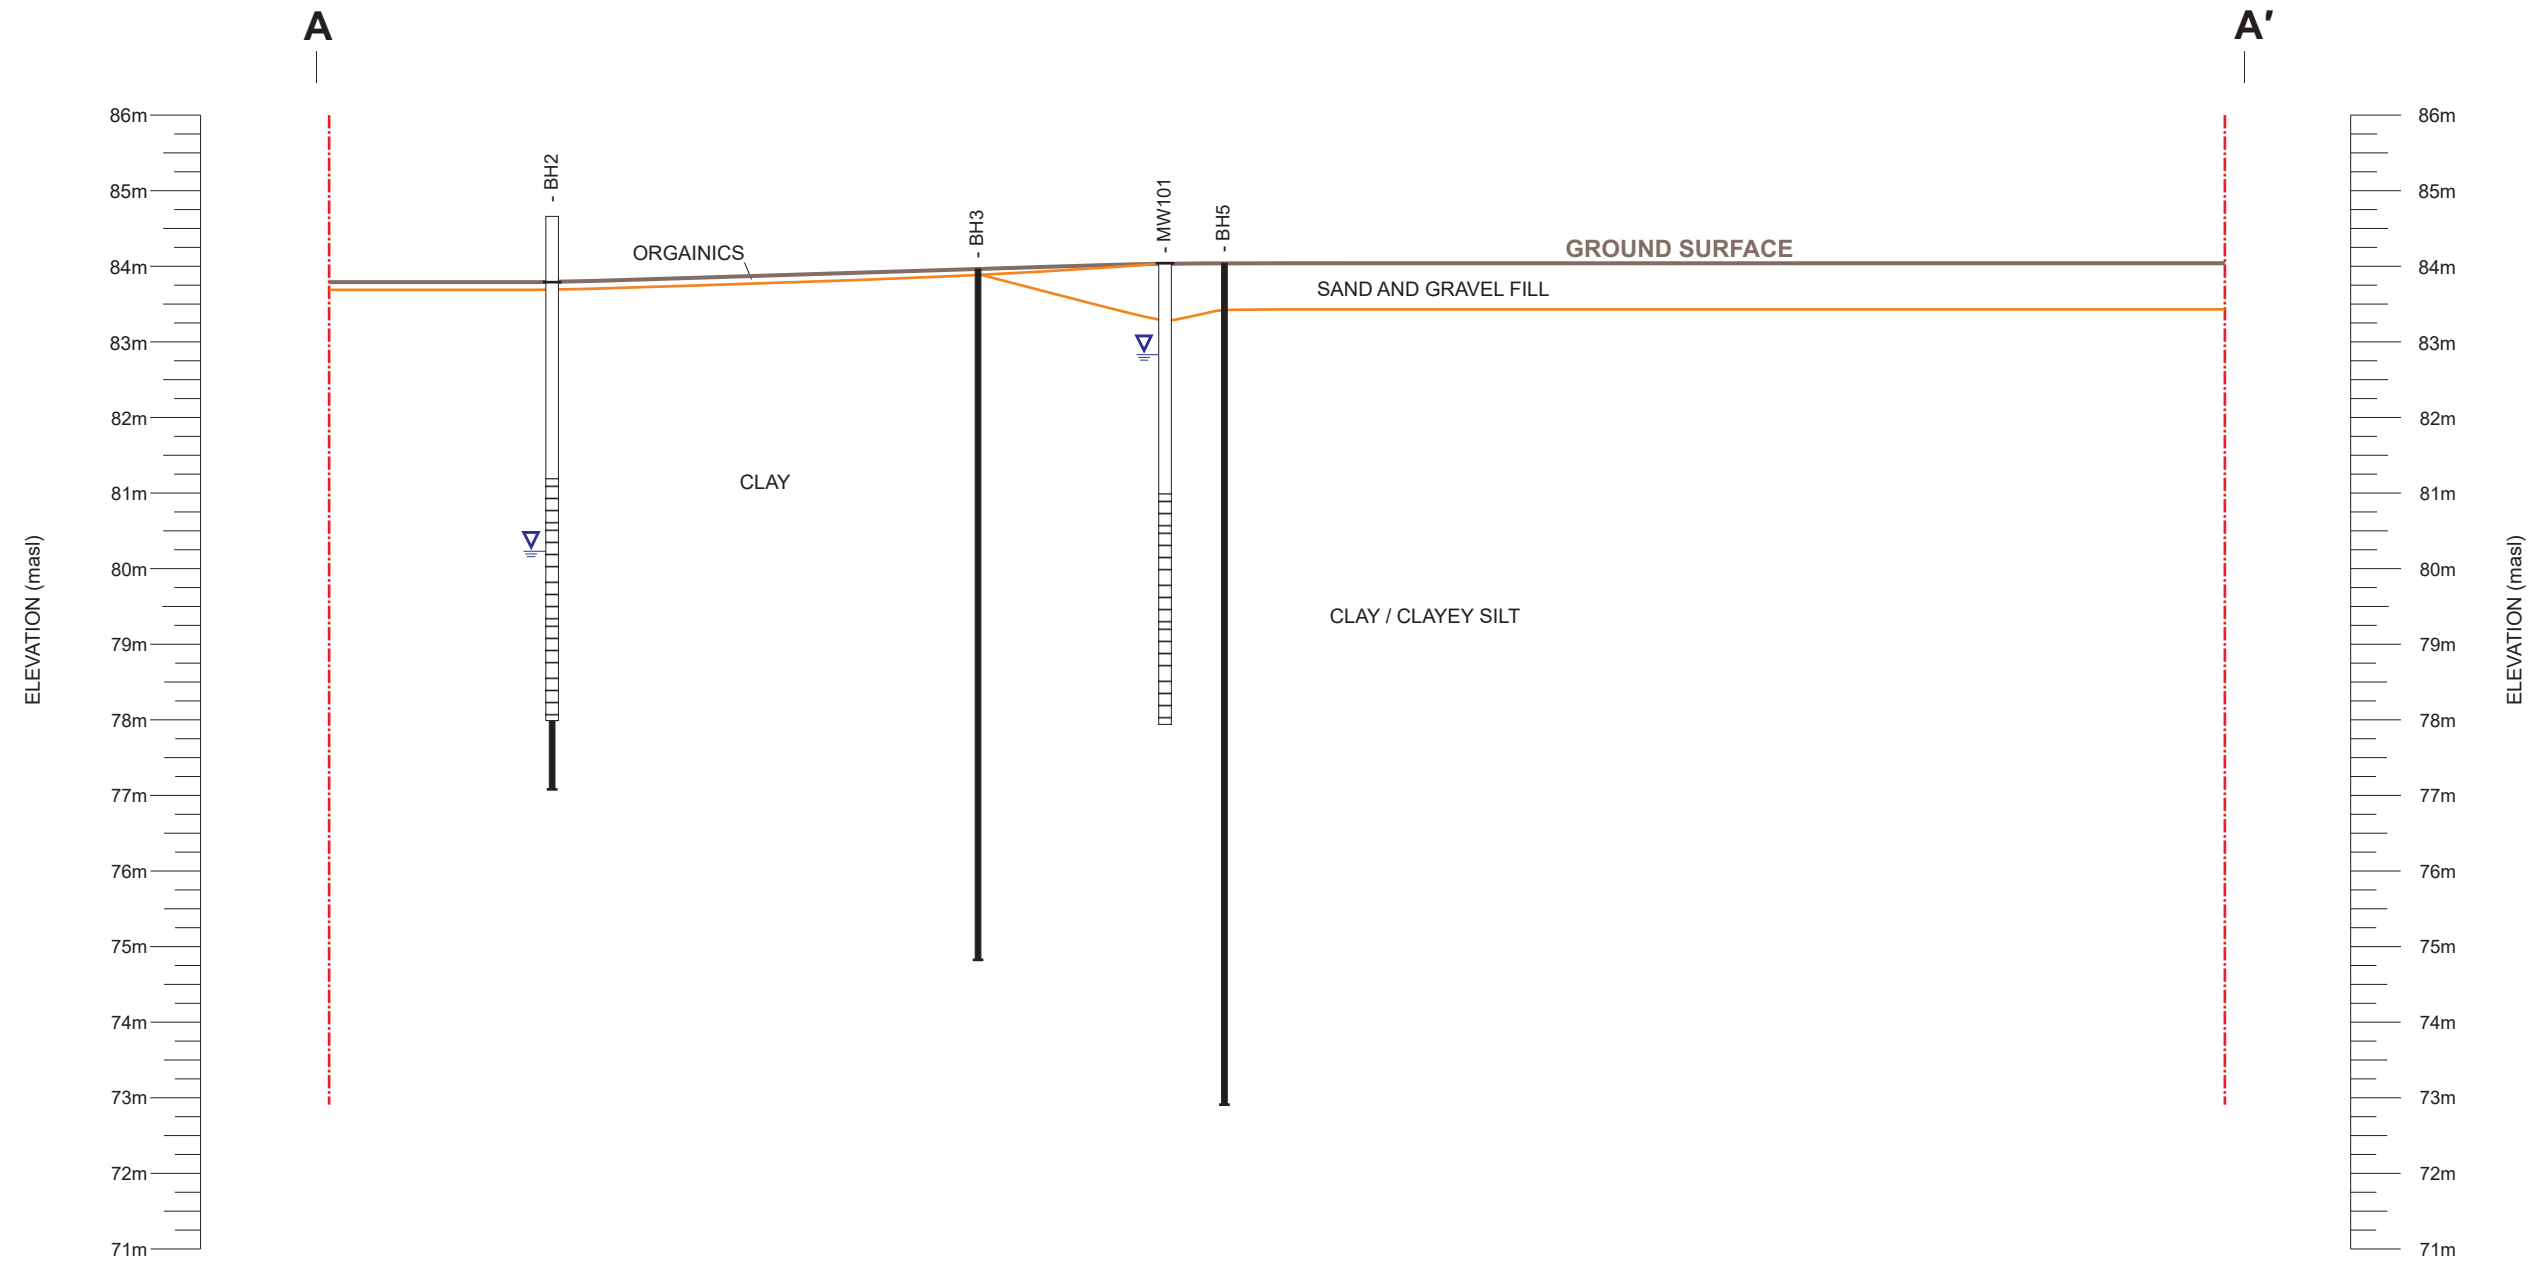 A
A′
86m
85m
84m
83m
82m
81m
80m
79m
78m
77m
76m
75m
74m
73m
72m
71m
ELEVATION (masl)
- BH2
- BH3
- MW101
- BH5
ORGAINICS
GROUND SURFACE
SAND AND GRAVEL FILL
CLAY
CLAY / CLAYEY SILT
86m
85m
84m
83m
82m
81m
80m
79m
78m
77m
76m
75m
74m
73m
72m
71m
ELEVATION (masl)